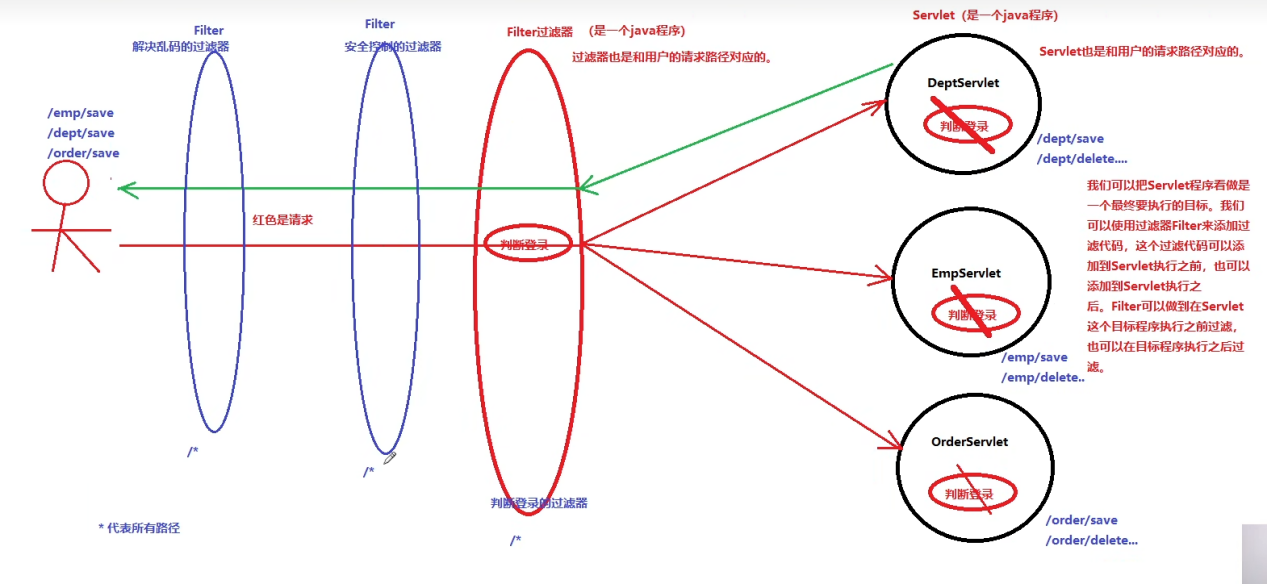 Servlet（是一个java程序）
Filter
解决乱码的过滤器
Filter
安全控制的过滤器
Filter过滤器 （是一个java程序）
过滤器也是和用户的请求路径对应的。
Servlet也是和用户的请求路径对应的。
DeptServlet
判断登录
/dept/save
/dept/delete....
/emp/save
/dept/save
/order/save
红色是请求
判断登录
我们可以把Servlet程序看做是
一个最终要执行的目标。我们
可以使用过滤器Filter来添加过
滤代码，这个过滤代码可以添
加到Servlet执行之前，也可以
添加到Servlet执行之
后。Filter可以做到在Servlet
这个目标程序执行之前过滤，
也可以在目标程序执行之后过
滤。
EmpServlet
判断登录
/emp/save
/emp/delete..
OrderServlet
判断登录
/order/save
/order/delete...
/*
/*
判断登录的过滤器
/*
* 代表所有路径